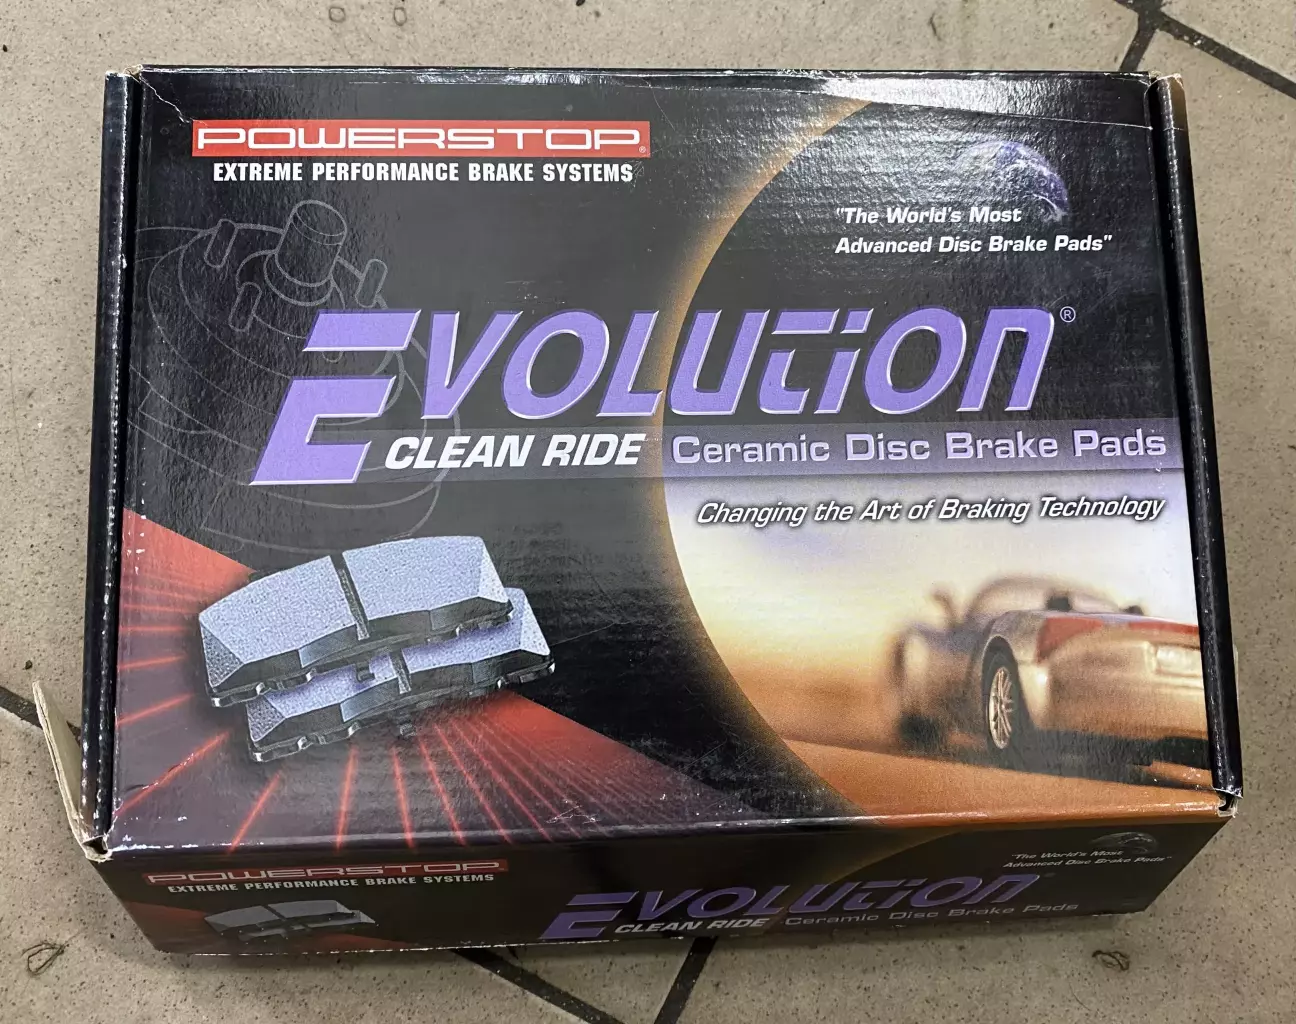 POWERSTOP®
EXTREME PERFORMANCE BRAKE SYSTEMS
"The World's Most
Advanced Disc Brake Pads"
EVOLUTION®
CLEAN RIDE Ceramic Disc Brake Pads
Changing the Art of Braking Technology
POWERSTOP®
EXTREME PERFORMANCE BRAKE SYSTEMS
"The World's Most
Advanced Disc Brake Pads"
EVOLUTION®
CLEAN RIDE Ceramic Disc Brake Pads